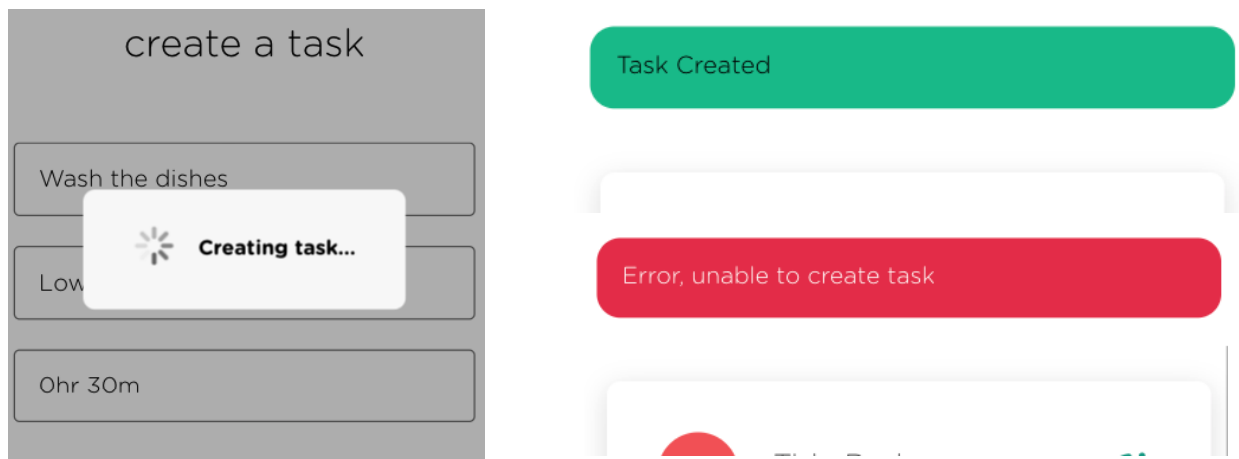 create a task
Wash the dishes
Creating task...
Low
0hr 30m
Task Created
Error, unable to create task